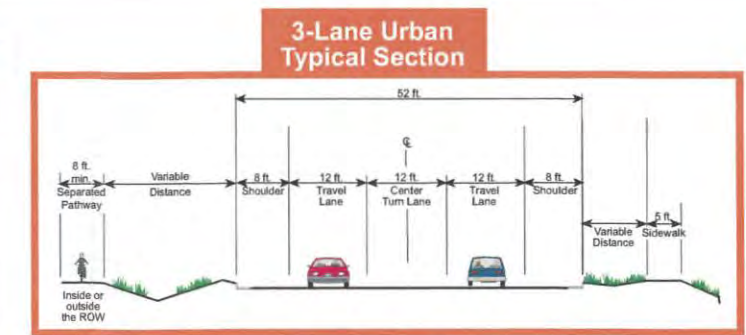 3-Lane Urban
Typical Section
52 ft.
℄
8 ft.
min.
Separated
Pathway
Variable
Distance
8 ft.
Shoulder
12 ft.
Travel
Lane
12 ft.
Center
Turn Lane
12 ft.
Travel
Lane
8 ft.
Shoulder
Variable
Distance
5 ft.
Sidewalk
Inside or
outside
the ROW